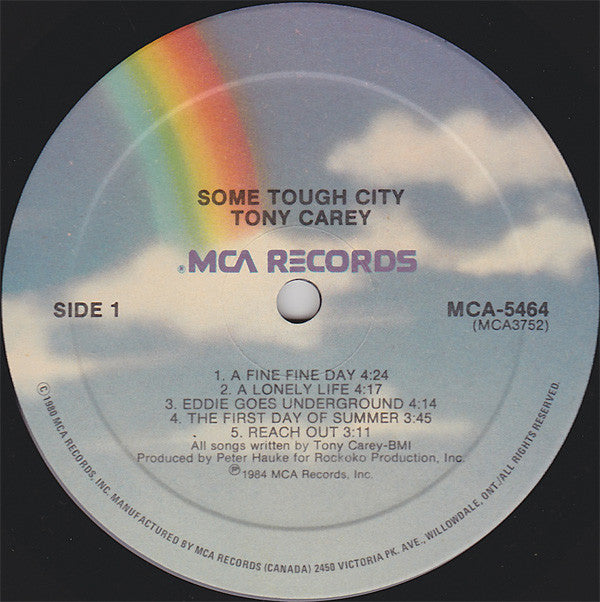 SOME TOUGH CITY
TONY CAREY
®MCA RECORDS
SIDE 1
MCA-5464
(MCA3752)
1. A FINE FINE DAY 4:24
2. A LONELY LIFE 4:17
3. EDDIE GOES UNDERGROUND 4:14
4. THE FIRST DAY OF SUMMER 3:45
5. REACH OUT 3:11
All songs written by Tony Carey-BMI
Produced by Peter Hauke for Rockoko Production, Inc.
℗1984 MCA Records, Inc.
©1980 MCA RECORDS, INC. MANUFACTURED BY MCA RECORDS (CANADA) 2450 VICTORIA PK. AVE., WILLOWDALE, ONT./ALL RIGHTS RESERVED.